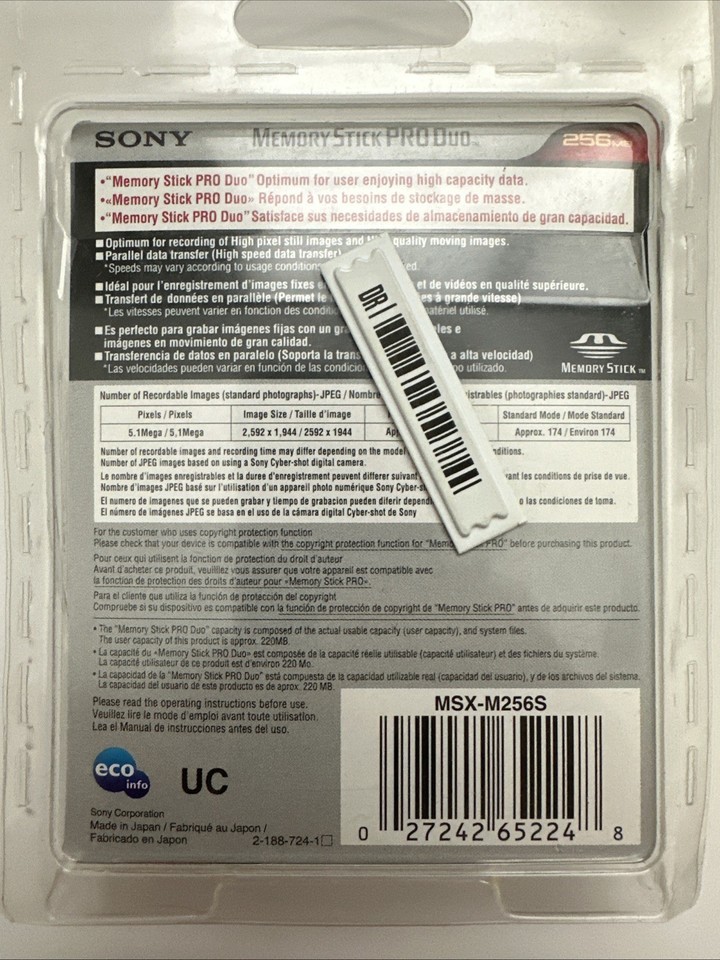 SONY MEMORY STICK PRO DUO™ 256MB
•"Memory Stick PRO Duo" Optimum for user enjoying high capacity data.
•«Memory Stick PRO Duo» Répond à vos besoins de stockage de masse.
•"Memory Stick PRO Duo" Satisface sus necesidades de almacenamiento de gran capacidad.
■ Optimum for recording of High pixel still images and High quality moving images.
■ Parallel data transfer (High speed data transfer)
*Speeds may vary according to usage conditions ed.
■ Idéal pour l'enregistrement d'images fixes et de vidéos en qualité supérieure.
■ Transfert de données en parallèle (Permet le es à grande vitesse)
*Les vitesses peuvent varier en fonction des conditi atériel utilisé.
■ Es perfecto para grabar imágenes fijas con un gra eles e
imágenes en movimiento de gran calidad.
■ Transferencia de datos en paralelo (Soporta la trans a alta velocidad)
*Las velocidades pueden variar en función de las condicio po utilizado.
MEMORY STICK™
DRI
Number of Recordable Images (standard photographs)-JPEG / Nombre istrables (photographies standard)-JPEG
Pixels / Pixels Image Size / Taille d'image Standard Mode / Mode Standard
5.1Mega / 5,1Mega 2,592 x 1,944 / 2592 x 1944 Ap Approx. 174 / Environ 174
Number of recordable images and recording time may differ depending on the model nditions.
Number of JPEG images based on using a Sony Cyber-shot digital camera.
Le nombre d'images enregistrables et la duree d'enregistrement peuvent différer suivant vant les conditions de prise de vue.
Nombre d'images JPEG basé sur l'utilisation d'un appareil photo numérique Sony Cyber-s
El numero de imágenes que se pueden grabar y tiempo de grabacion pueden diferir depend o las condiciones de toma.
El número de imágenes JPEG se basa en el uso de la cámara digital Cyber-shot de Sony
For the customer who uses copyright protection function
Please check that your device is compatible with the copyright protection function for "Memo PRO" before purchasing this product.
Pour ceux qui utilisent la fonction de protection du droit d'auteur
Avant d'acheter ce produit, veuilliez vous assurer que votre appareil est compatible avec
la fonction de protection des droits d'auteur pour «Memory Stick PRO».
Para el cliente que utiliza la función de protección del copyright
Compruebe si su dispositivo es compatible con la función de protección de copyright de "Memory Stick PRO" antes de adquirir este producto.
• The "Memory Stick PRO Duo" capacity is composed of the actual usable capacity (user capacity), and system files.
The user capacity of this product is approx. 220MB.
• La capacité du «Memory Stick PRO Duo» est composée de la capacité réelle utilisable (capacité utilisateur) et des fichiers du système.
La capacité utilisateur de ce produit est d'environ 220 Mo.
• La capacidad de la "Memory Stick PRO Duo" está compuesta de la capacidad utilizable real (capacidad del usuario), y de los archivos del sistema.
La capacidad del usuario de este producto es de aprox. 220 MB.
Please read the operating instructions before use.
Veuillez lire le mode d'emploi avant toute utilisation.
Lea el Manual de instrucciones antes del uso.
eco info
UC
Sony Corporation
Made in Japan / Fabriqué au Japon /
Fabricado en Japón
2-188-724-1
MSX-M256S
0 27242 65224 8